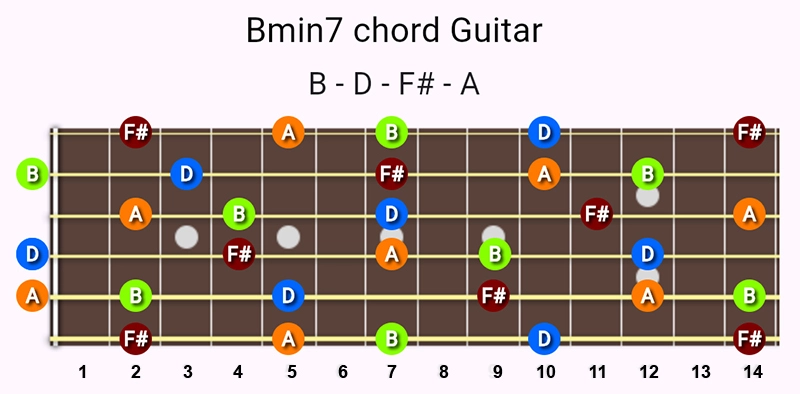 Bmin7 chord Guitar
B - D - F# - A
F# A B D F#
B D F# A B
A B D F# A
D F# A B D
A B D F# A B
F# A B D F#
1 2 3 4 5 6 7 8 9 10 11 12 13 14